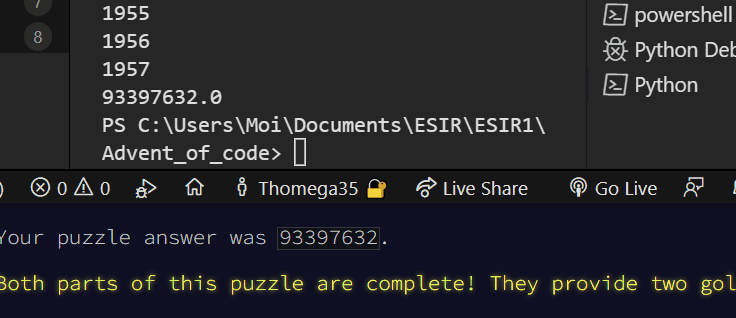 7
8
1955
1956
1957
93397632.0
PS C:\Users\Moi\Documents\ESIR\ESIR1\
Advent_of_code>
powershell
Python Deb
Python
0 0 Thomega35 Live Share Go Live
Your puzzle answer was 93397632.
Both parts of this puzzle are complete! They provide two gol